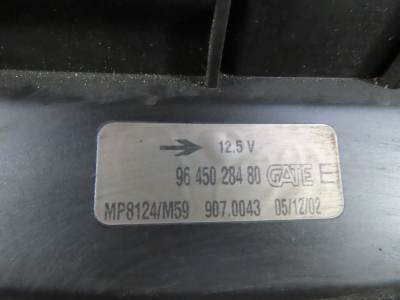 12.5 V
96 450 284 80 GATE E
MP8124/M59 907.0043 05/12/02